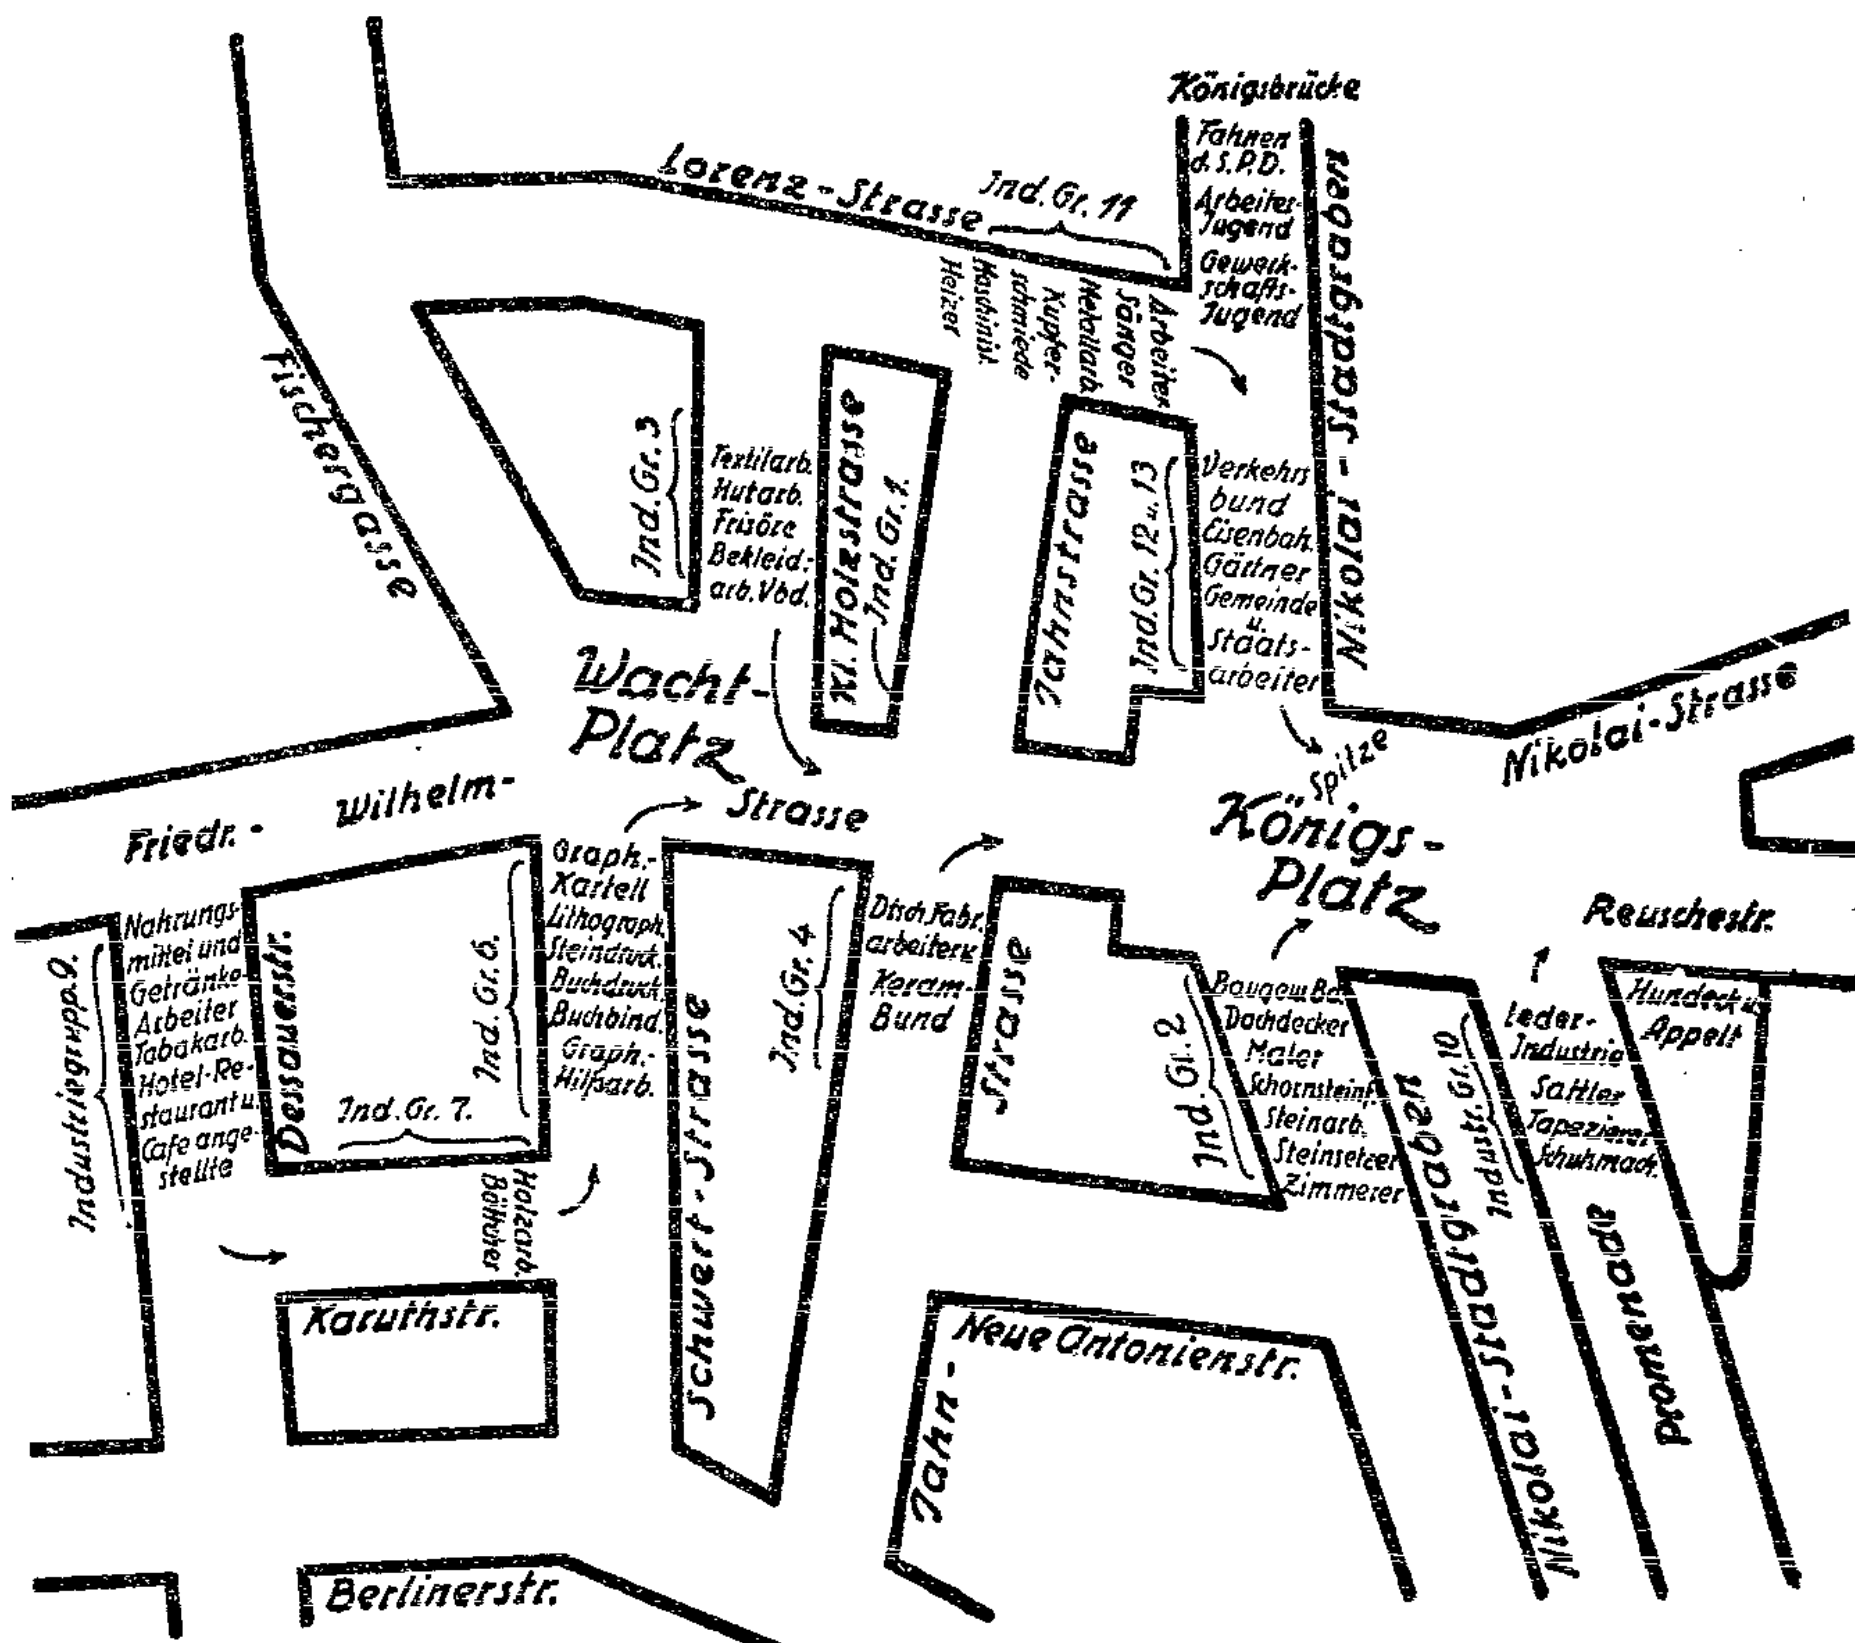 Königsbrücke
Fahnen
d. S.P.D.
Arbeiter-
Jugend
Gewerk-
schafts-
Jugend
Nikolai-Stadtgraben
Lorenz-Strasse
Ind. Gr. 11
Heizer
Maschinist.
Kupfer-
schmiede
Metallarb.
Sänger
Arbeiter
Fischergasse
Ind. Gr. 3
Textilarb.
Hutarb.
Frisöre
Bekleid.-
arb. Vbd.
Kl. Holzstrasse
Ind. Gr. 1.
Jahnstrasse
Ind. Gr. 12 u. 13
Verkehrs
bund
Eisenbah.
Gärtner
Gemeinde
u.
Staats-
arbeiter
Wacht-
Platz
Spitze
Nikolai-Strasse
Friedr.-
Wilhelm-
Strasse
Königs-
Platz
Reuschestr.
Industriegrupp. 9.
Nahrungs-
mittel und
Getränke-
Arbeiter
Tabakarb.
Hotel-Re-
staurant u.
Cafe ange-
stellte
Dessauerstr.
Ind. Gr. 6.
Ind. Gr. 7.
Graph.-
Kartell
Lithograph.
Steindruck.
Buchdruck.
Buchbind.
Graph.-
Hilfsarb.
Holzarb.
Böttcher
Schwert-Strasse
Ind. Gr. 4
Dtsch. Fabr.
arbeiterv.
Keram-
Bund
Strasse
Ind. Gr. 2
Baugew. Ba.
Dachdecker
Maler
Schornsteinf.
Steinarb.
Steinsetzer
Zimmerer
Nikolai-Stadtgraben
Industr. Gr. 10
Leder-
Industrie
Sattler
Tapezierer
Schuhmach.
Hundeck u.
Appelt
Promenade
Karuthstr.
Neue Antonienstr.
Jahn-
Berlinerstr.